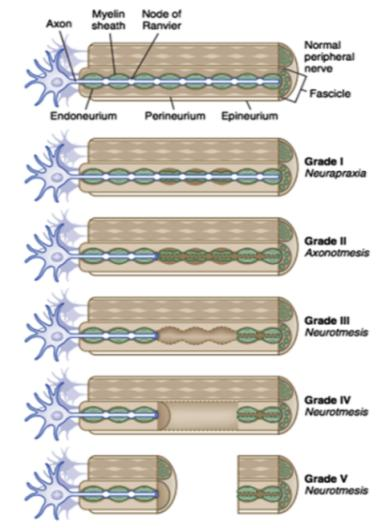 Axon
Myelin
sheath
Node of
Ranvier
Normal
peripheral
nerve
Fascicle
Endoneurium
Perineurium
Epineurium
Grade I
Neurapraxia
Grade II
Axonotmesis
Grade III
Neurotmesis
Grade IV
Neurotmesis
Grade V
Neurotmesis